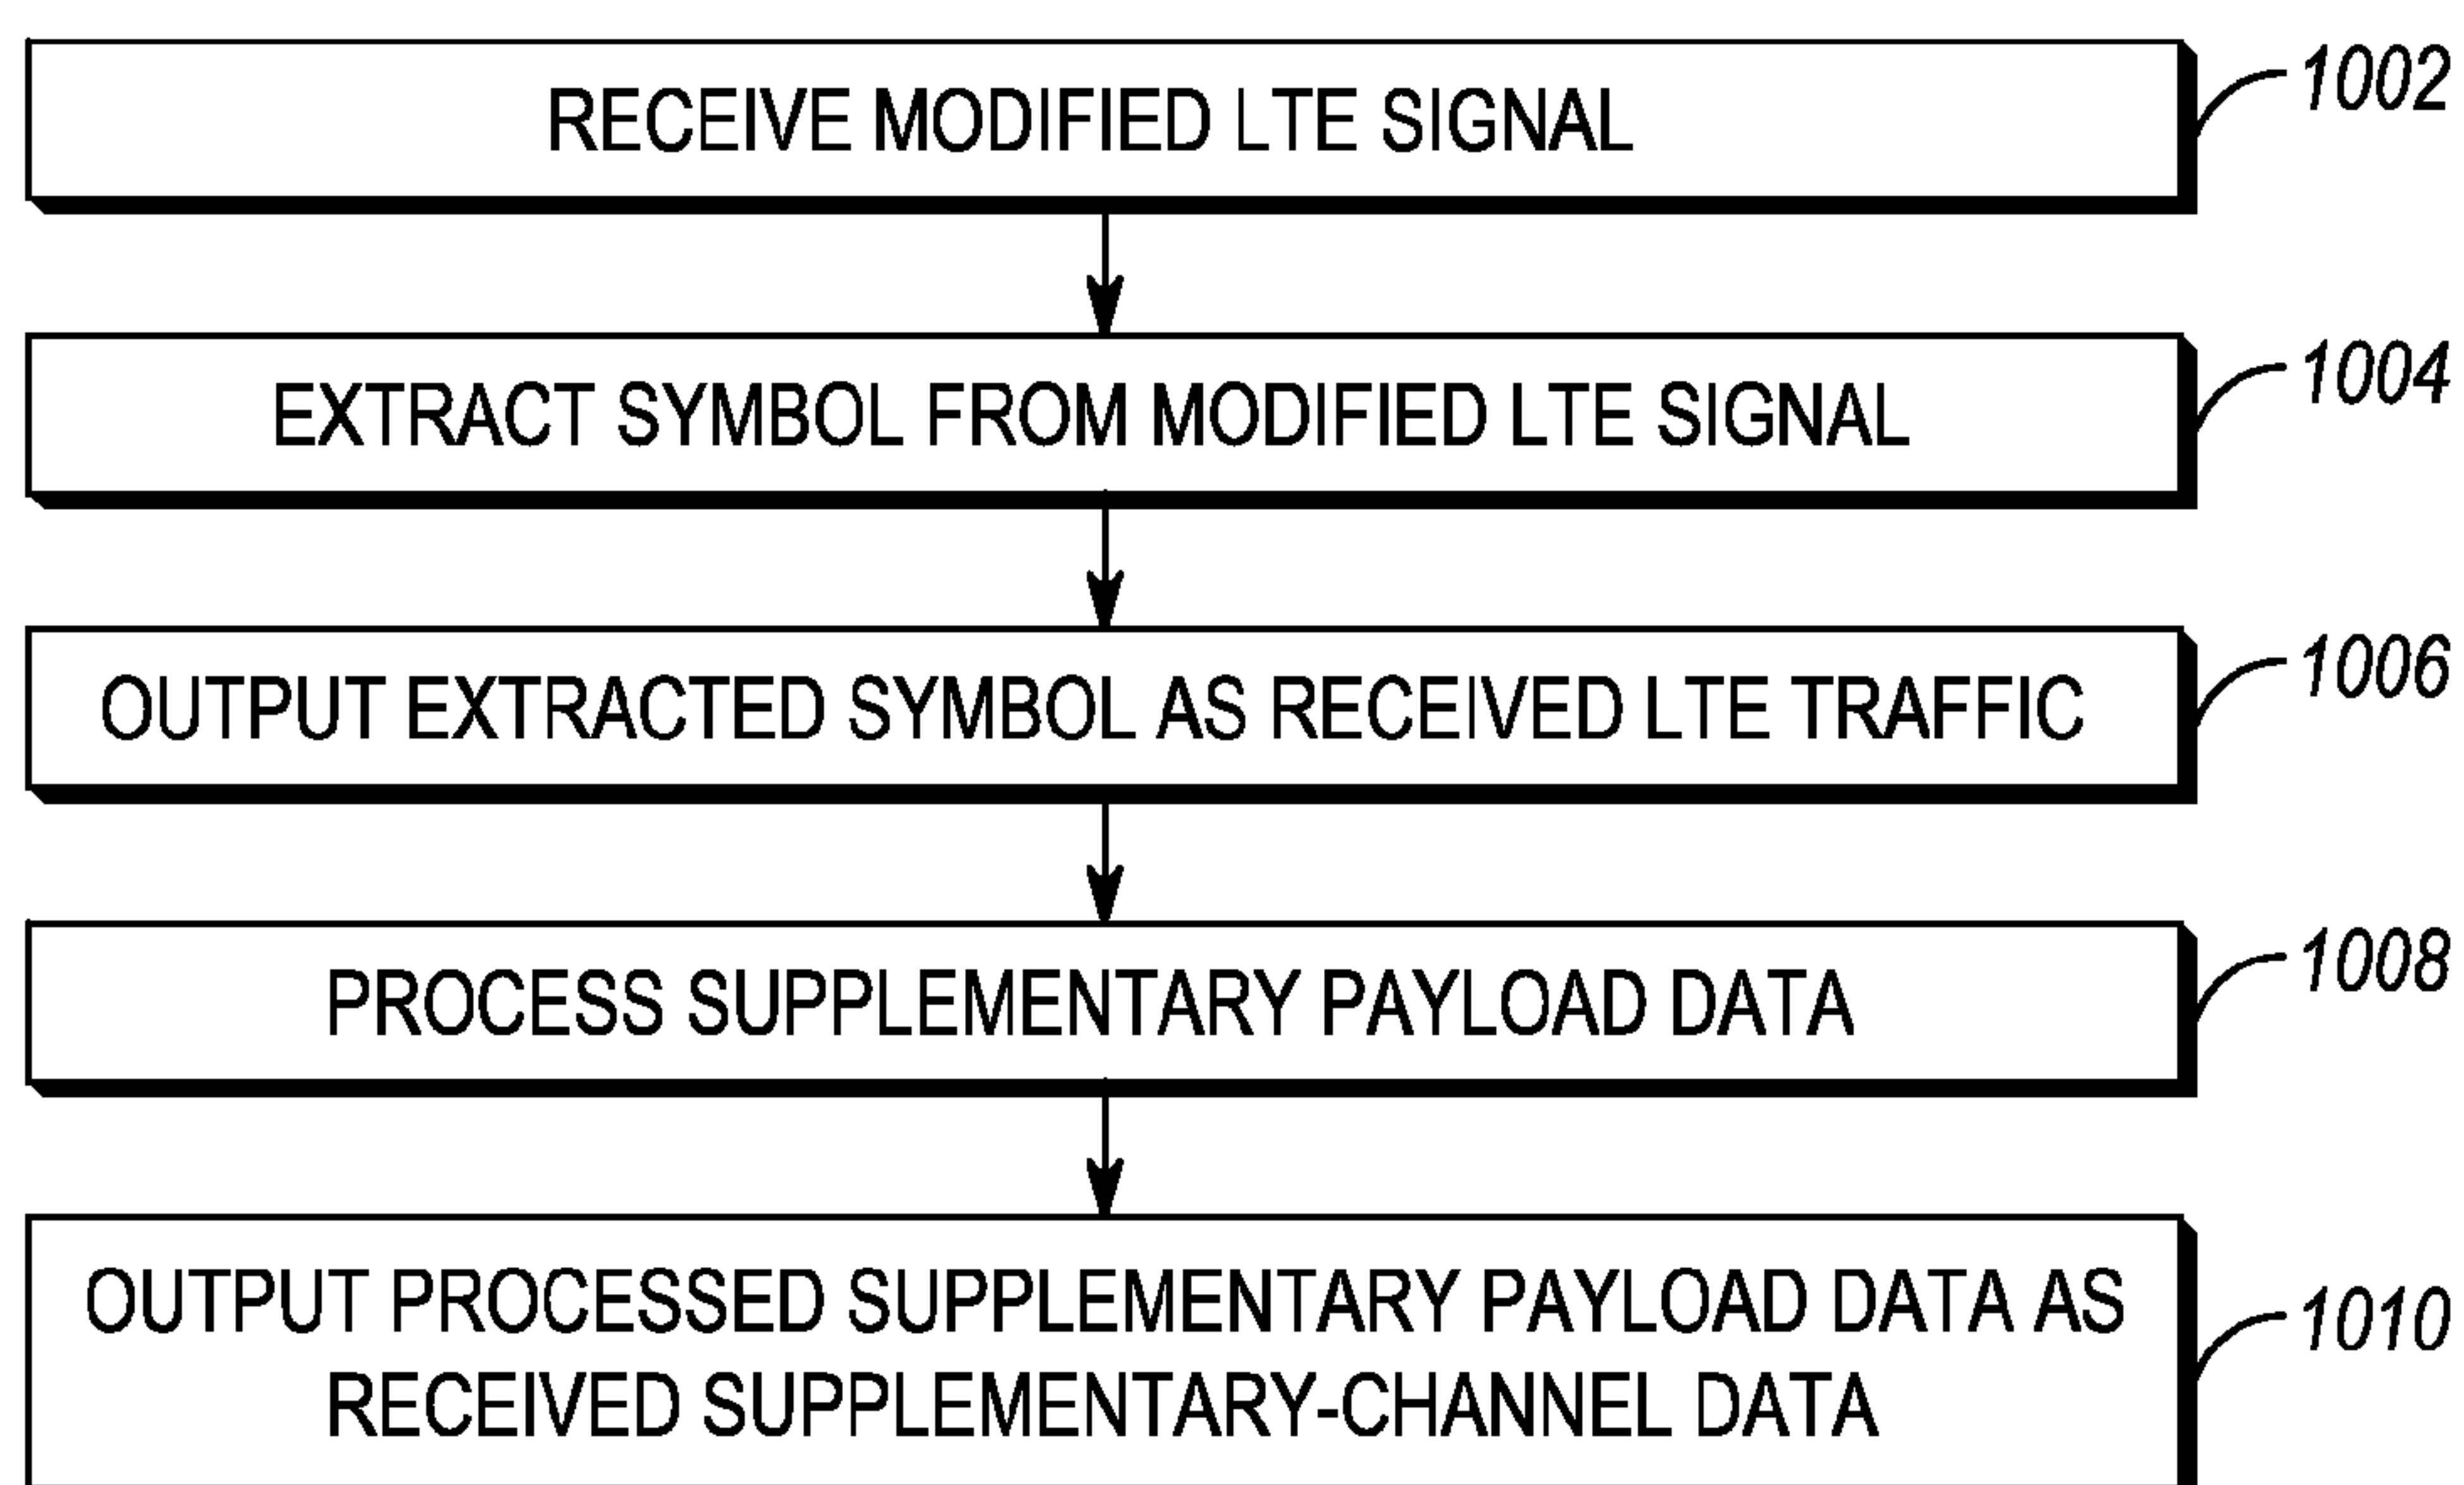 RECEIVE MODIFIED LTE SIGNAL
1002
EXTRACT SYMBOL FROM MODIFIED LTE SIGNAL
1004
OUTPUT EXTRACTED SYMBOL AS RECEIVED LTE TRAFFIC
1006
PROCESS SUPPLEMENTARY PAYLOAD DATA
1008
OUTPUT PROCESSED SUPPLEMENTARY PAYLOAD DATA AS
RECEIVED SUPPLEMENTARY-CHANNEL DATA
1010